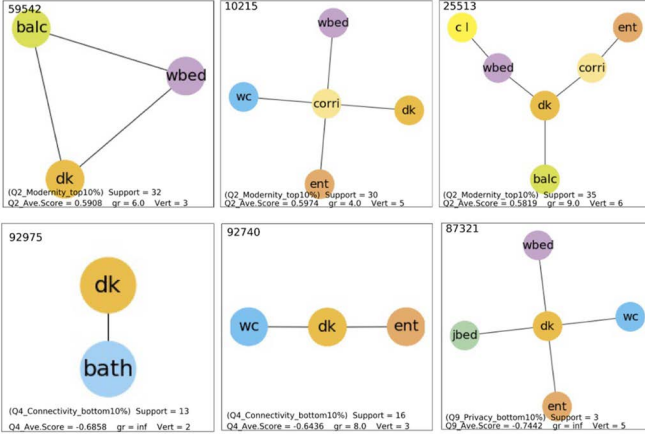 59542
balc
wbed
dk
(Q2_Modernity_top10%) Support = 32
Q2_Ave.Score = 0.5908 gr = 6.0 Vert = 3
10215
wbed
wc
corri
dk
ent
(Q2_Modernity_top10%) Support = 30
Q2_Ave.Score = 0.5974 gr = 4.0 Vert = 5
25513
c l
ent
wbed
corri
dk
balc
(Q2_Modernity_top10%) Support = 35
Q2_Ave.Score = 0.5819 gr = 9.0 Vert = 6
92975
dk
bath
(Q4_Connectivity_bottom10%) Support = 13
Q4_Ave.Score = -0.6858 gr = inf Vert = 2
92740
wc
dk
ent
(Q4_Connectivity_bottom10%) Support = 16
Q4_Ave.Score = -0.6436 gr = 8.0 Vert = 3
87321
wbed
wc
dk
jbed
ent
(Q9_Privacy_bottom10%) Support = 3
Q9_Ave.Score = -0.7442 gr = inf Vert = 5